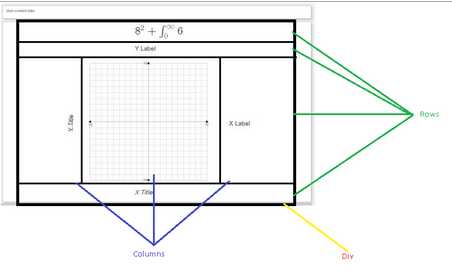 8² + ∫₀^∞ 6
Y Label
Y.Title
X Label
X Title
Rows
Columns
Div